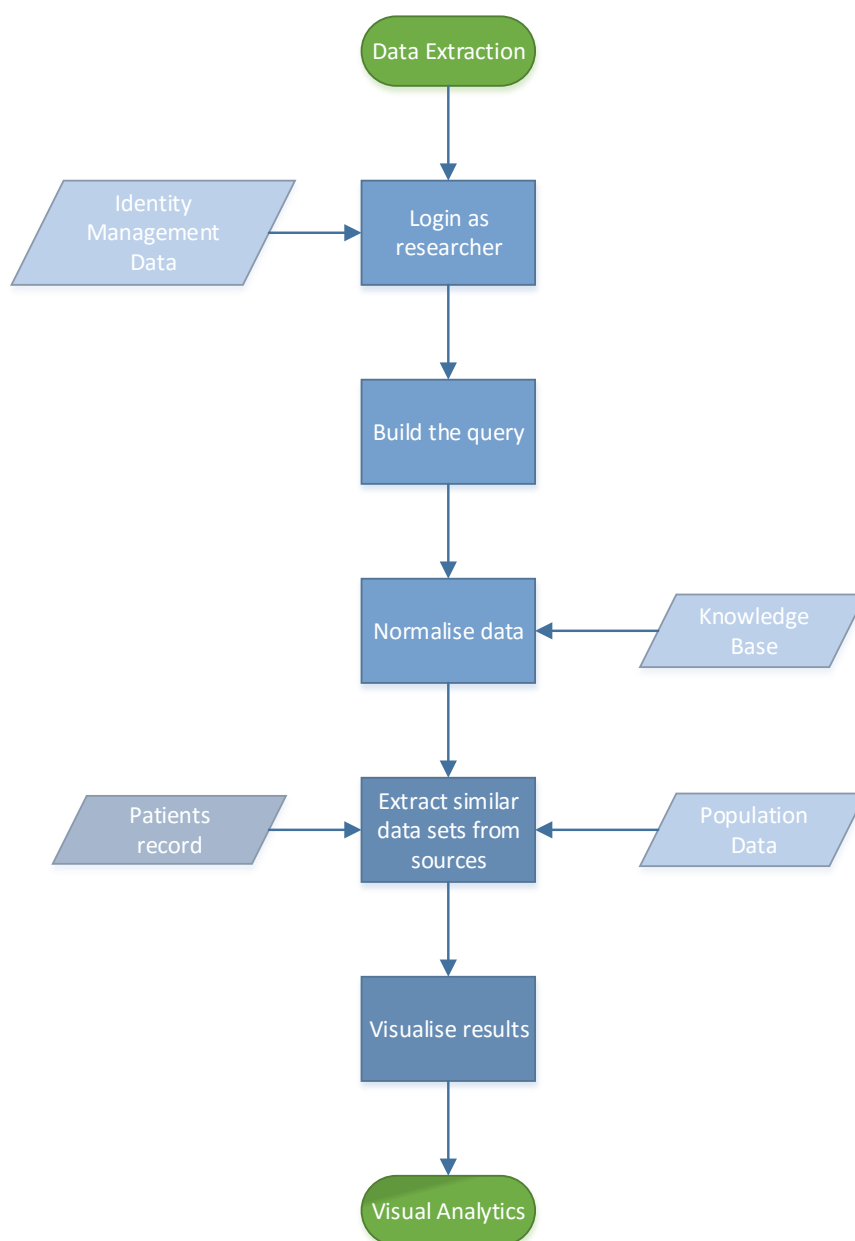 Data Extraction
Identity
Management
Data
Login as
researcher
Build the query
Normalise data
Knowledge
Base
Patients
record
Extract similar
data sets from
sources
Population
Data
Visualise results
Visual Analytics